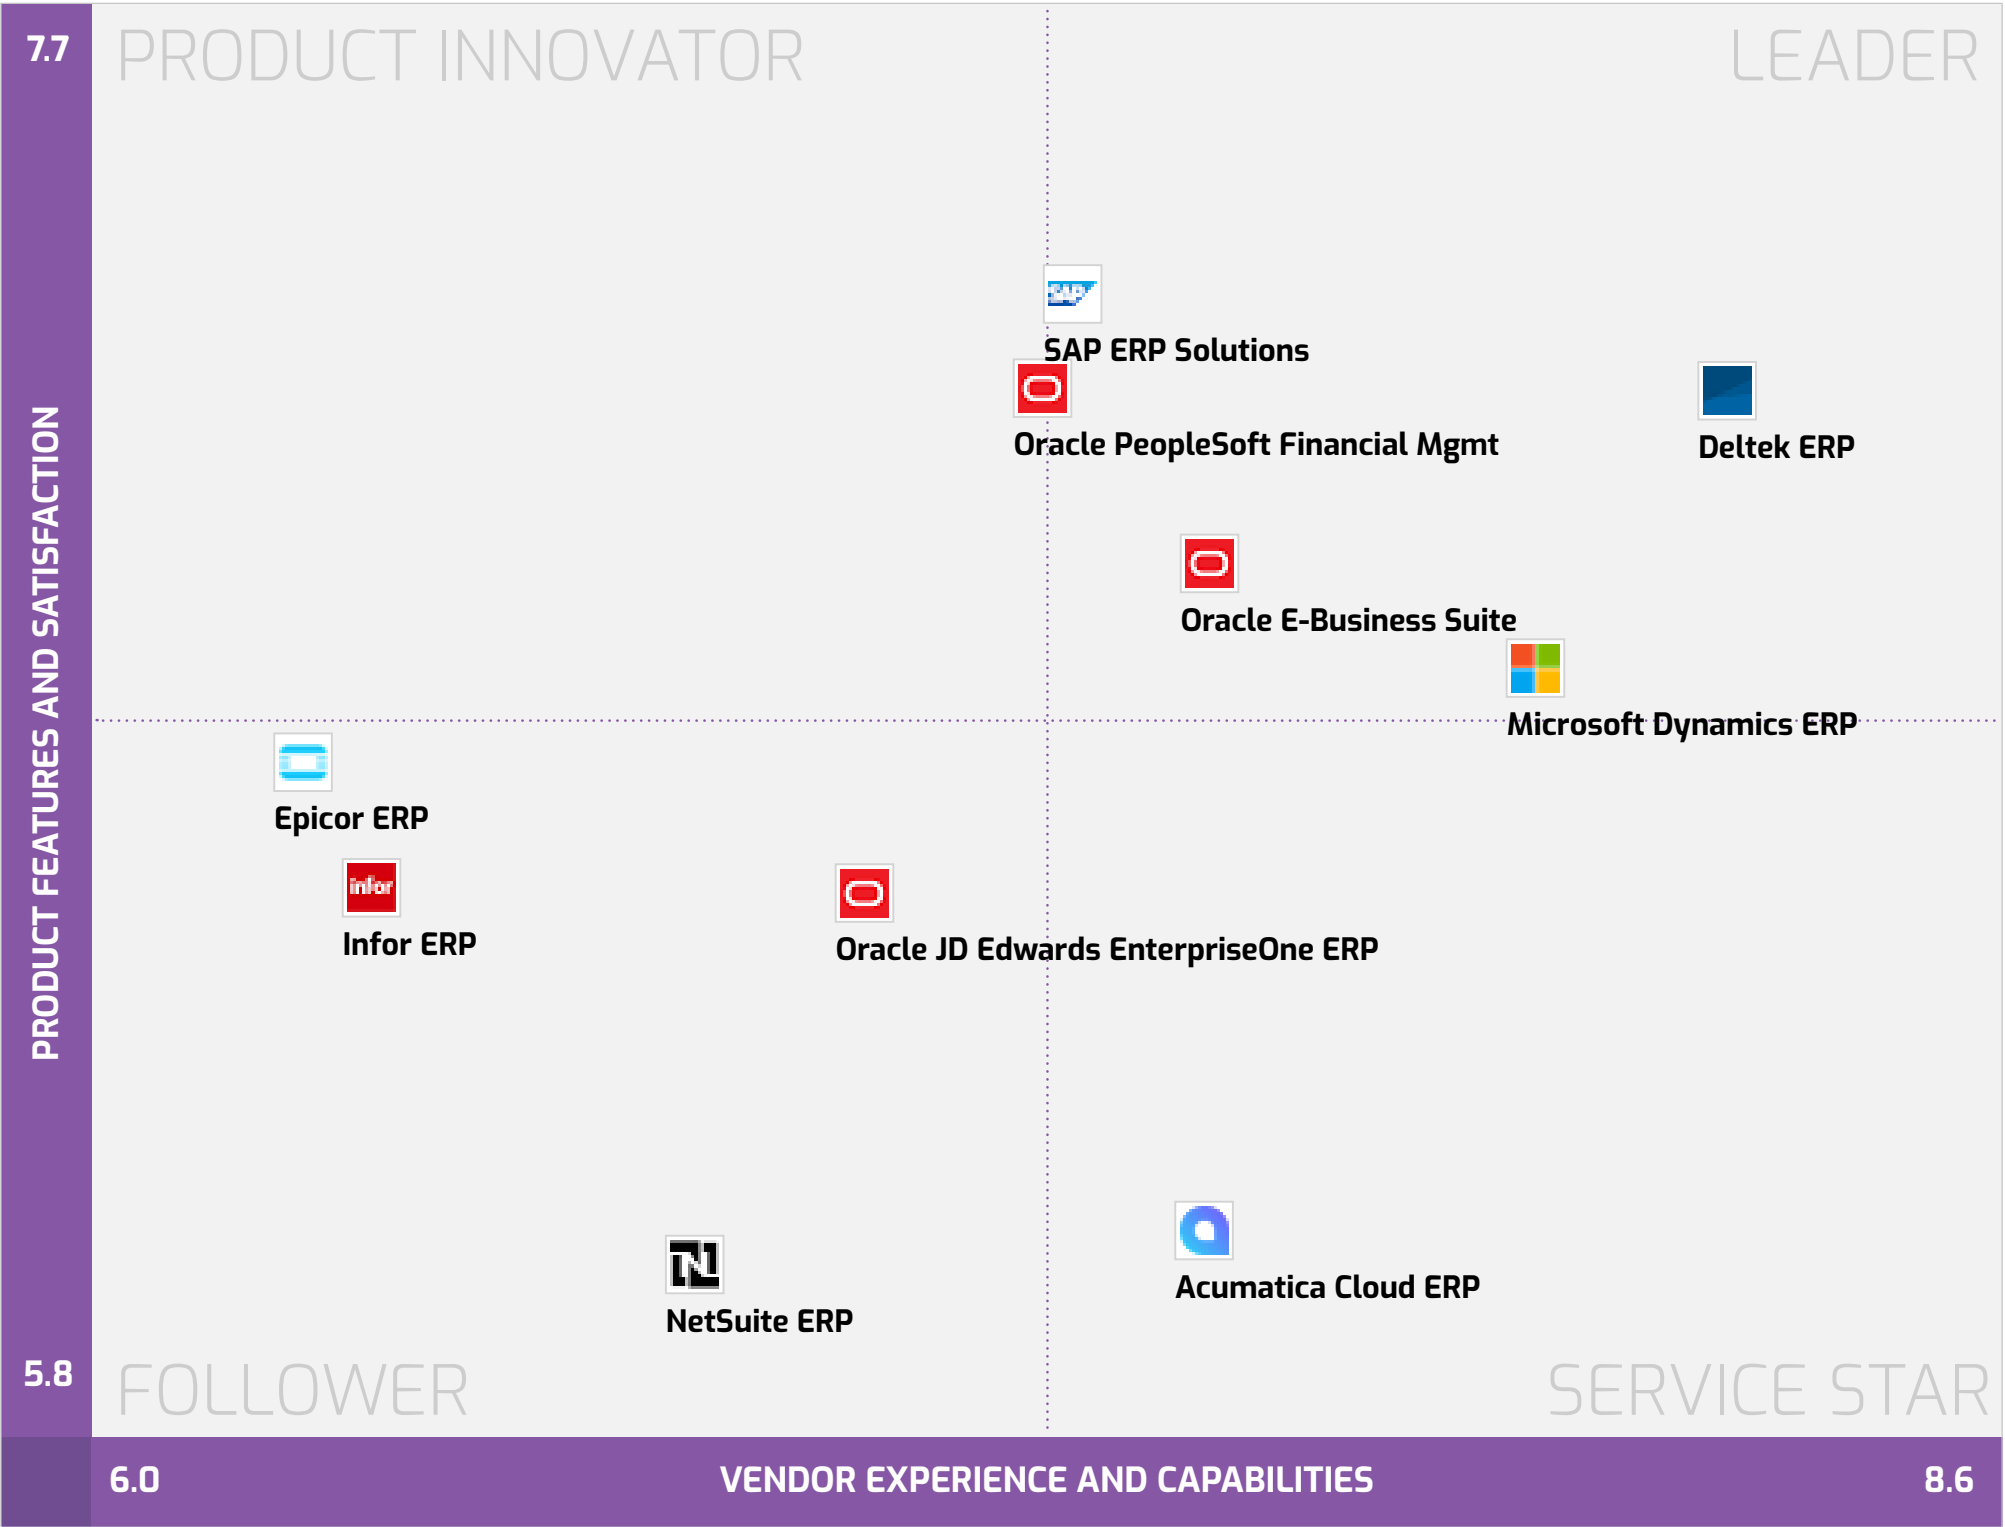 7.7
PRODUCT INNOVATOR
LEADER
SAP
SAP ERP Solutions
Oracle PeopleSoft Financial Mgmt
Deltek ERP
Oracle E-Business Suite
Microsoft Dynamics ERP
PRODUCT FEATURES AND SATISFACTION
Epicor ERP
infor
Infor ERP
Oracle JD Edwards EnterpriseOne ERP
N
NetSuite ERP
Acumatica Cloud ERP
5.8
FOLLOWER
SERVICE STAR
6.0
VENDOR EXPERIENCE AND CAPABILITIES
8.6